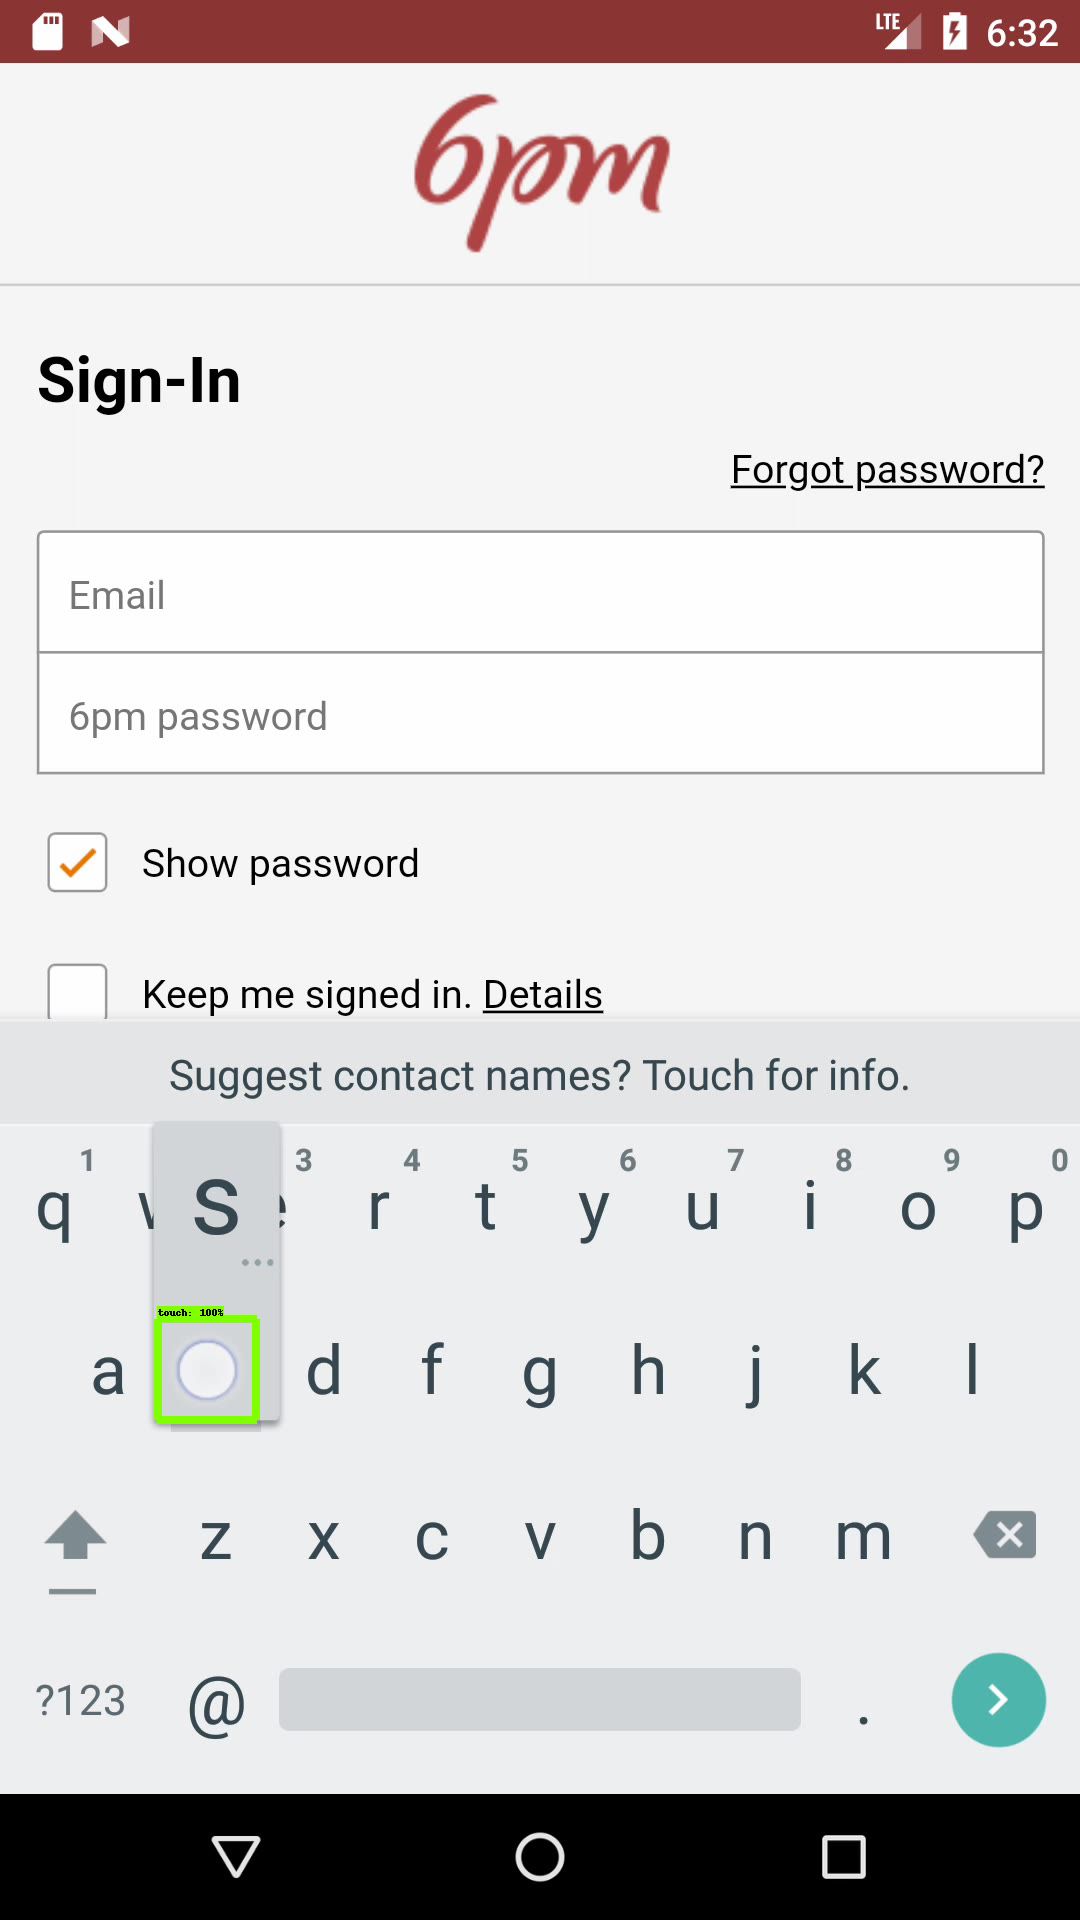 LTE 6:32
6pm
Sign-In
Forgot password?
Email
6pm password
Show password
Keep me signed in. Details
Suggest contact names? Touch for info.
1 3 4 5 6 7 8 9 0
q w s e r t y u i o p
touch: 100%
a d f g h j k l
z x c v b n m
?123 @ .